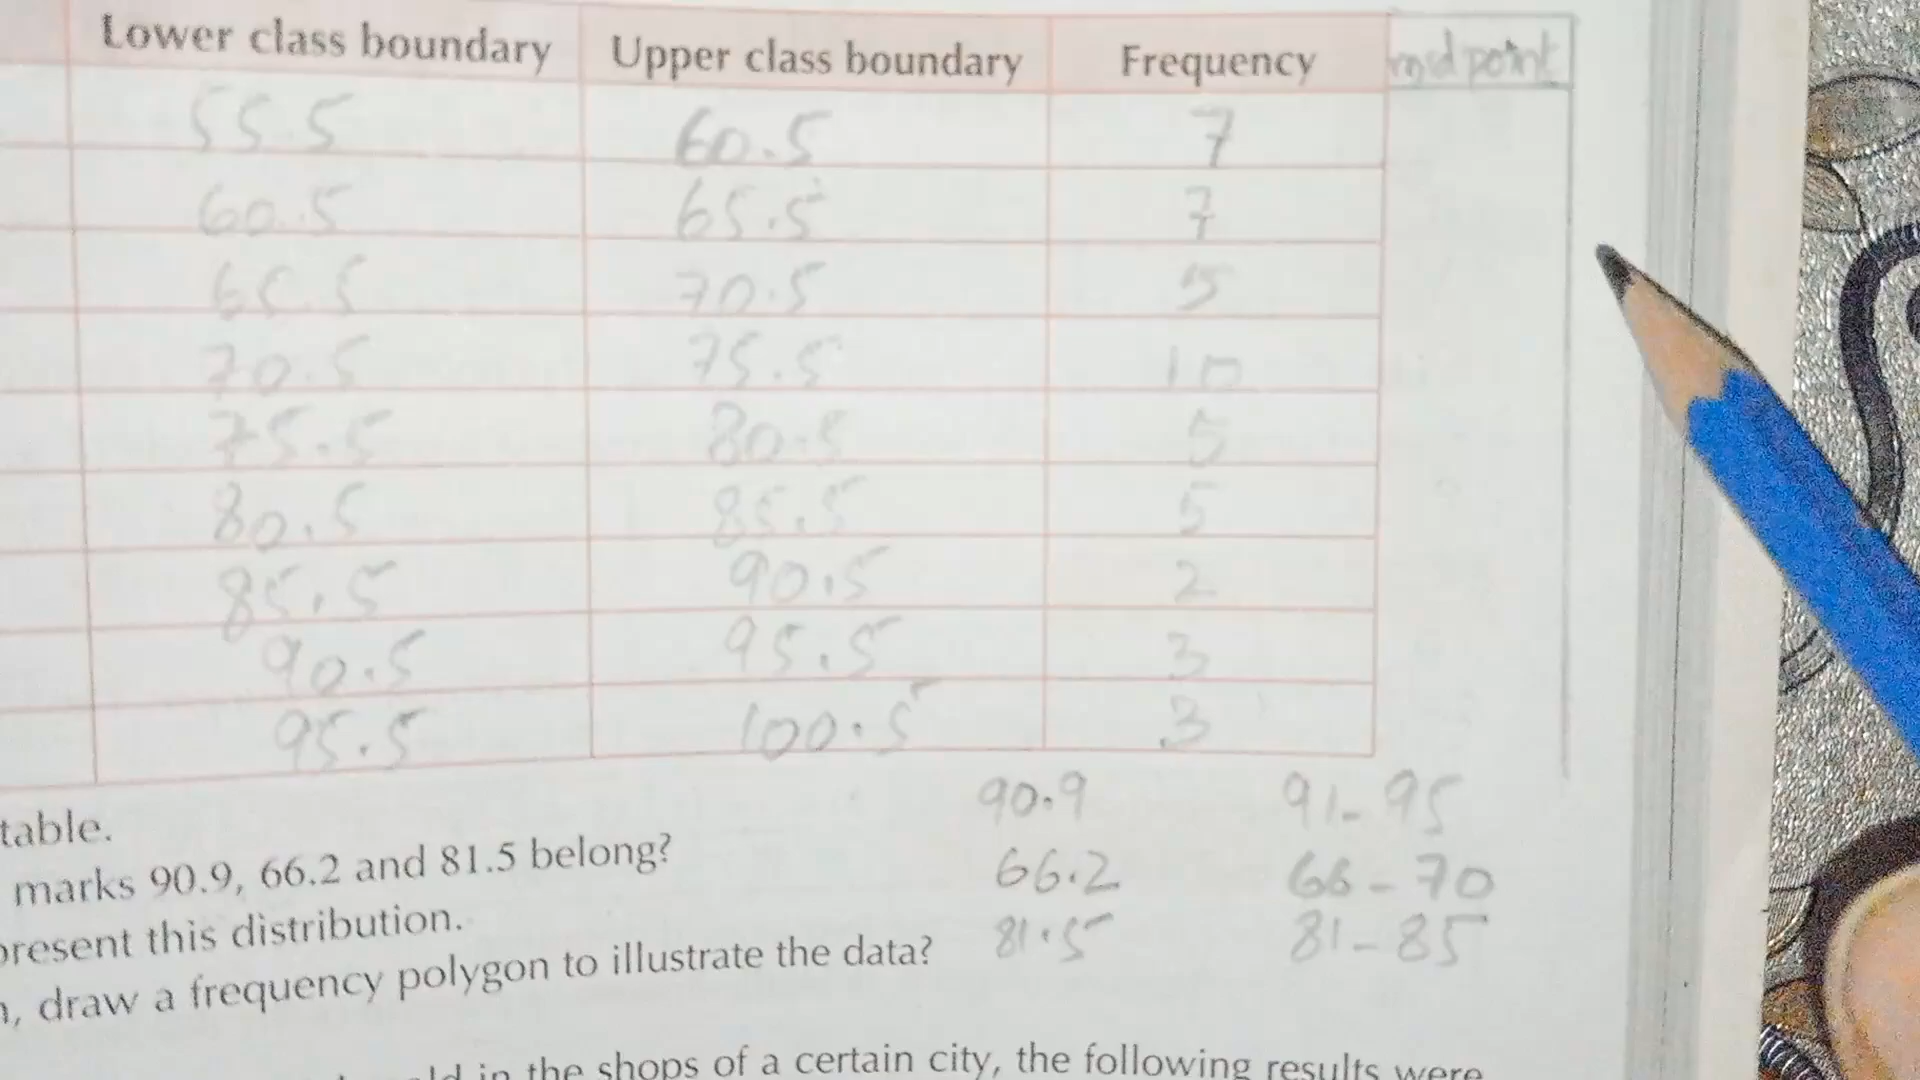 Lower class boundary Upper class boundary Frequency mid point
55.5 60.5 7
60.5 65.5 7
65.5 70.5 5
70.5 75.5 10
75.5 80.5 5
80.5 85.5 5
85.5 90.5 2
90.5 95.5 3
95.5 100.5 3
90.9 91-95
table.
marks 90.9, 66.2 and 81.5 belong? 66.2 66-70
present this distribution.
, draw a frequency polygon to illustrate the data? 81.5 81-85
in the shops of a certain city, the following results were